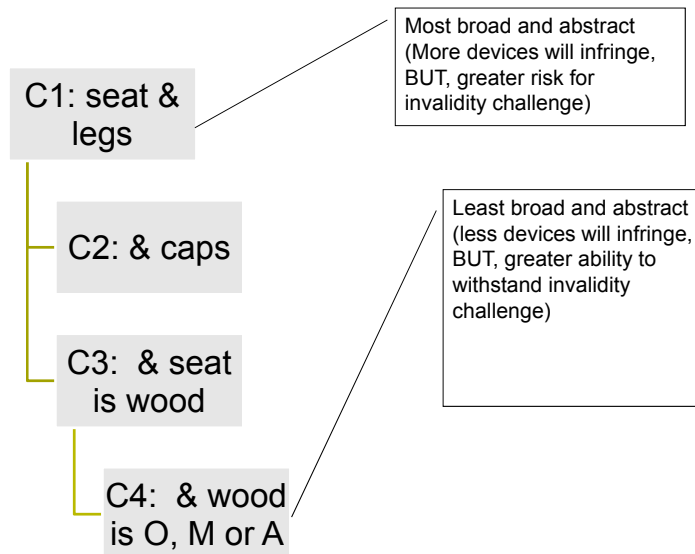 C1: seat &
legs
Most broad and abstract
(More devices will infringe,
BUT, greater risk for
invalidity challenge)
C2: & caps
Least broad and abstract
(less devices will infringe,
BUT, greater ability to
withstand invalidity
challenge)
C3:  & seat
is wood
C4:  & wood
is O, M or A